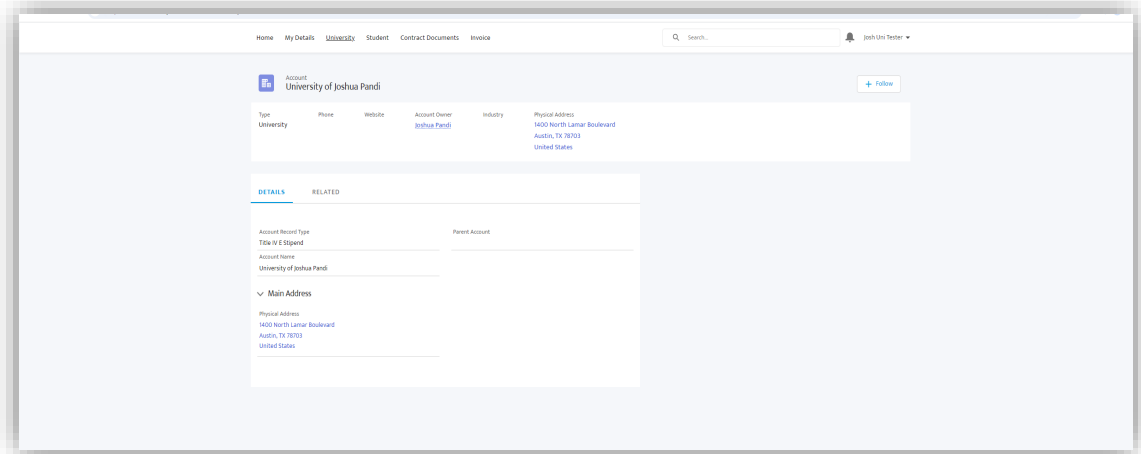 Home My Details University Student Contract Documents Invoice Search... Josh Uni Tester
Account
University of Joshua Pandi
+ Follow
Type Phone Website Account Owner Industry Physical Address
University Joshua Pandi 1400 North Lamar Boulevard
Austin, TX 78703
United States
DETAILS RELATED
Account Record Type Parent Account
Title IV E Stipend
Account Name
University of Joshua Pandi
Main Address
Physical Address
1400 North Lamar Boulevard
Austin, TX 78703
United States